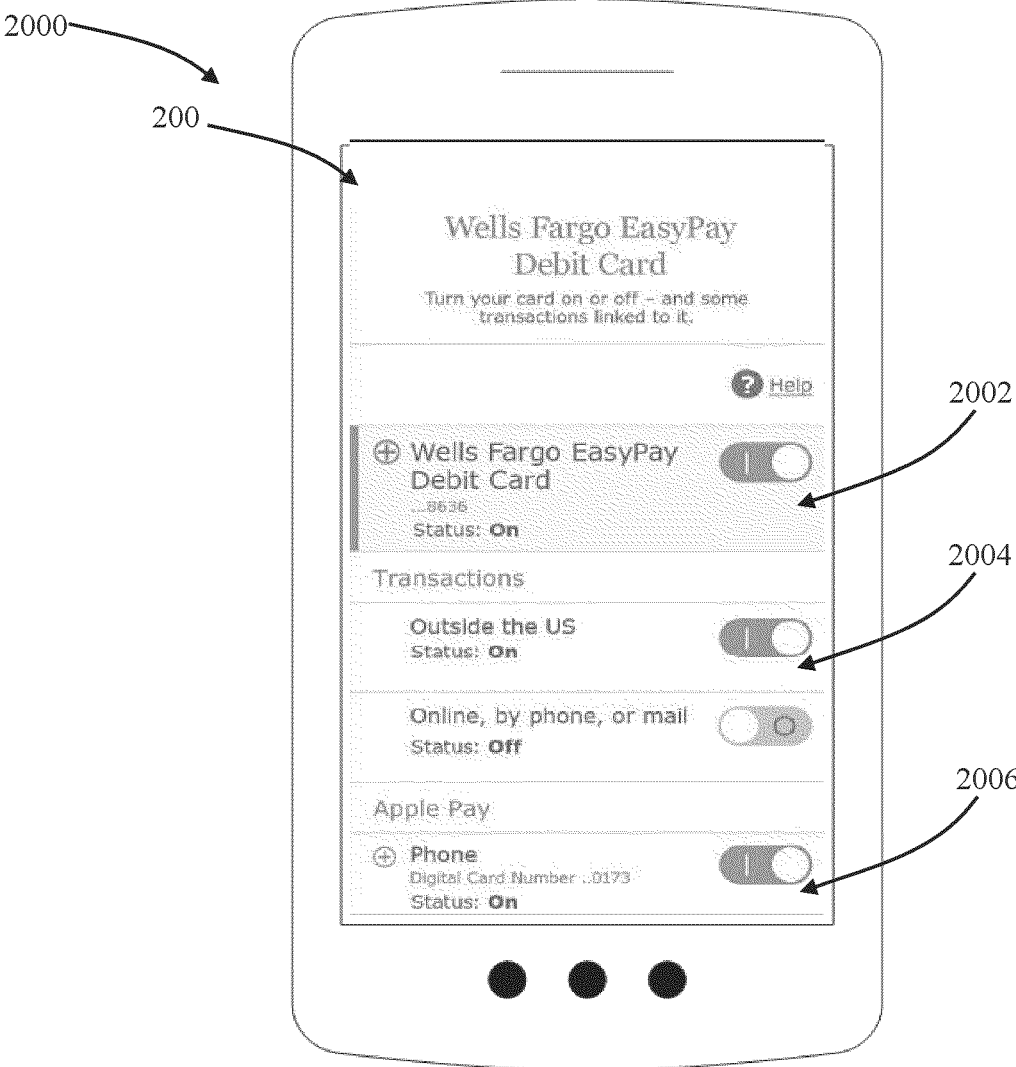 2000
200
Wells Fargo EasyPay
Debit Card
Turn your card on or off – and some
transactions linked to it.
? Help
2002
Wells Fargo EasyPay
Debit Card
...8636
Status: On
2004
Transactions
Outside the US
Status: On
Online, by phone, or mail
Status: Off
2006
Apple Pay
Phone
Digital Card Number ..0173
Status: On